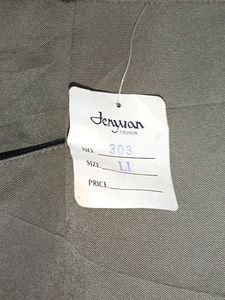 Jenyuan
FASHION
NO. 303
SIZE. LL
PRICE.